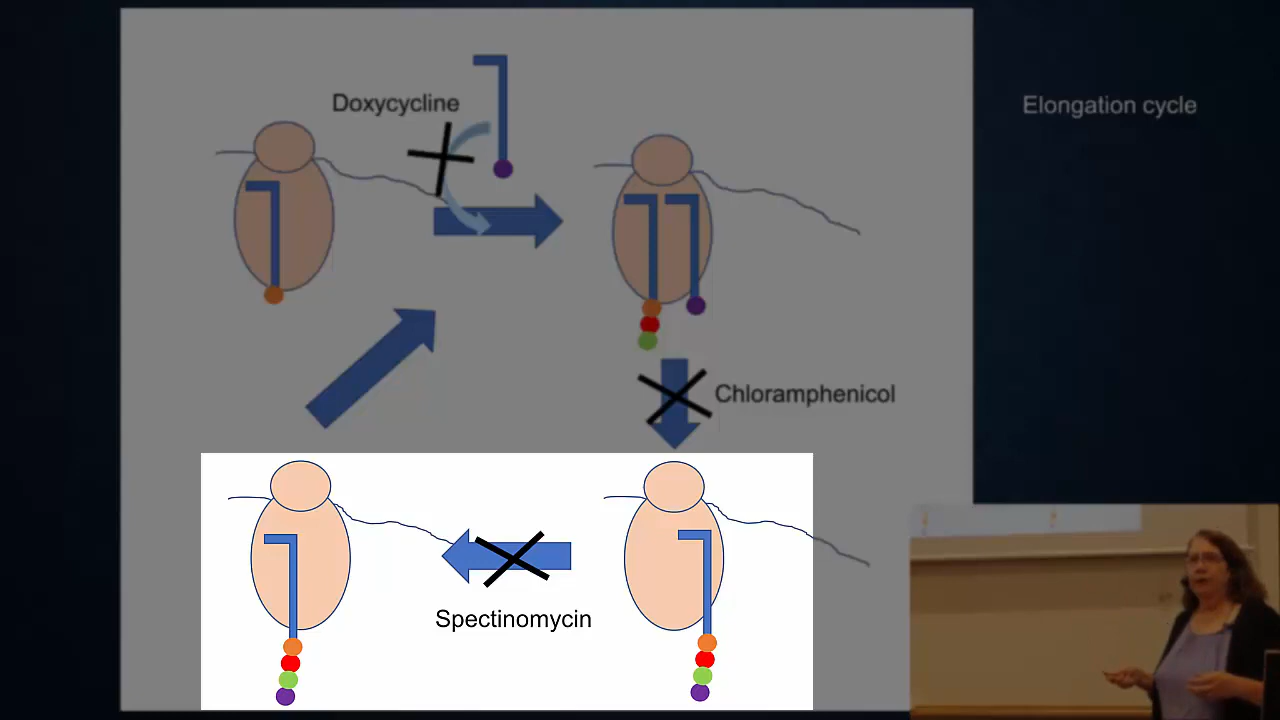 Doxycycline
Elongation cycle
Chloramphenicol
Spectinomycin